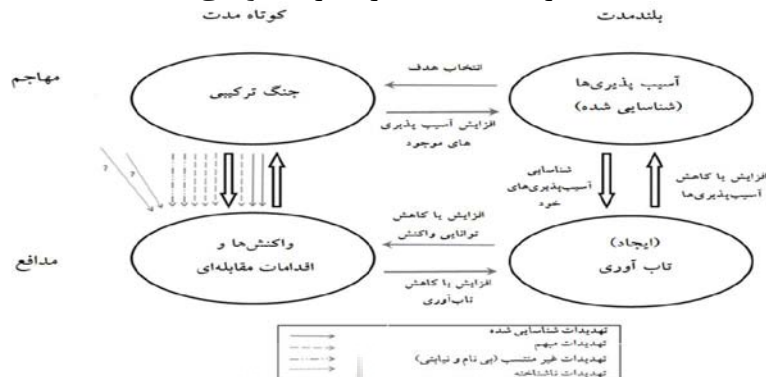 بلندمدت
کوتاه مدت
مهاجم
آسیب پذیری‌ها
(شناسایی شده)
انتخاب هدف
جنگ ترکیبی
افزایش آسیب پذیری
های موجود
افزایش یا کاهش
آسیب‌پذیری‌ها
شناسایی
آسیب‌پذیری‌های
خود
?
?
مدافع
(ایجاد)
تاب آوری
افزایش یا کاهش
توانایی واکنش
واکنش‌ها و
اقدامات مقابله‌ای
افزایش یا کاهش
تاب‌آوری
تهدیدات شناسایی شده
تهدیدات مبهم
تهدیدات غیر منتسب (بی نام و نیابتی)
تهدیدات ناشناخته